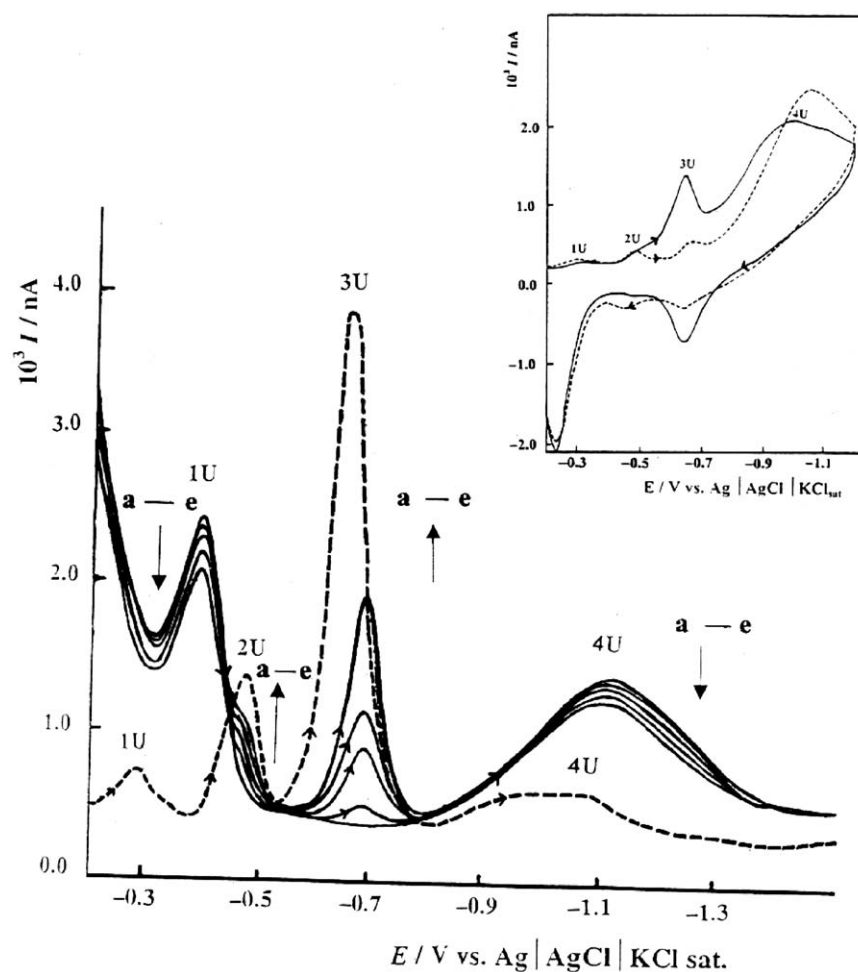 10³ I / nA
2.0
1.0
0.0
−1.0
−2.0
1U
2U
3U
4U
−0.3
−0.5
−0.7
−0.9
−1.1
E / V vs. Ag | AgCl | KCl sat
10³ I / nA
4.0
3.0
2.0
1.0
0.0
3U
1U
a — e
a — e
2U
a — e
4U
a — e
1U
4U
−0.3
−0.5
−0.7
−0.9
−1.1
−1.3
E / V vs. Ag | AgCl | KCl sat.